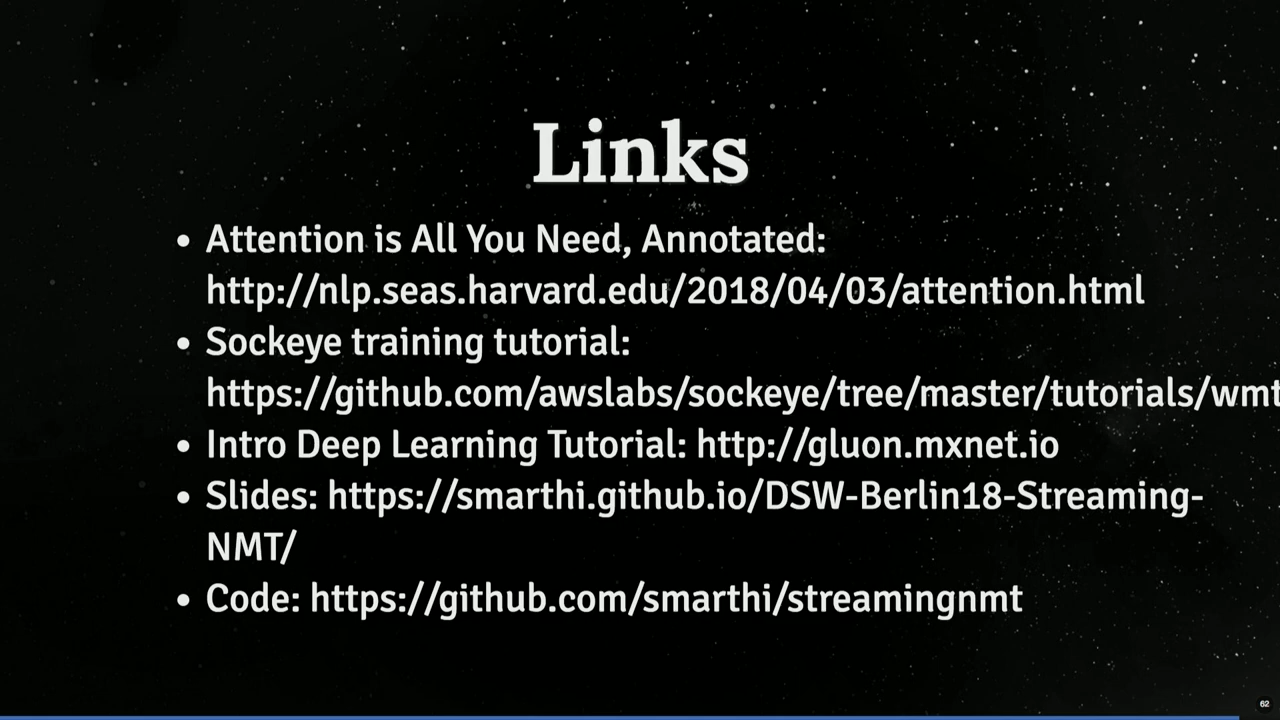 Links
• Attention is All You Need, Annotated:
http://nlp.seas.harvard.edu/2018/04/03/attention.html
• Sockeye training tutorial:
https://github.com/awslabs/sockeye/tree/master/tutorials/wmt
• Intro Deep Learning Tutorial: http://gluon.mxnet.io
• Slides: https://smarthi.github.io/DSW-Berlin18-Streaming-
NMT/
• Code: https://github.com/smarthi/streamingnmt
62